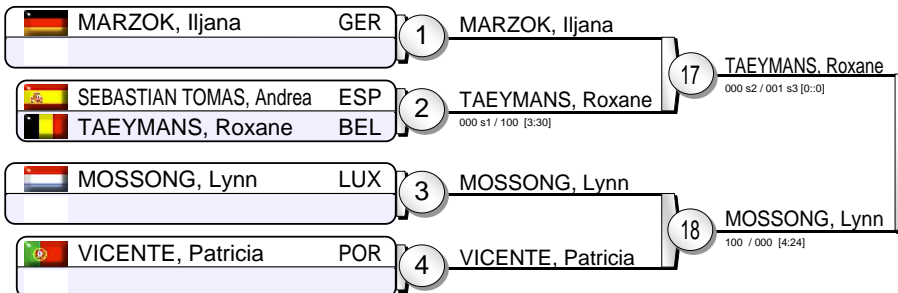 MARZOK, Iljana GER
1
MARZOK, Iljana
SEBASTIAN TOMAS, Andrea ESP
TAEYMANS, Roxane BEL
2
TAEYMANS, Roxane
000 s1 / 100 [3:30]
17
TAEYMANS, Roxane
000 s2 / 001 s3 [0::0]
MOSSONG, Lynn LUX
3
MOSSONG, Lynn
VICENTE, Patricia POR
4
VICENTE, Patricia
18
MOSSONG, Lynn
100 / 000 [4:24]